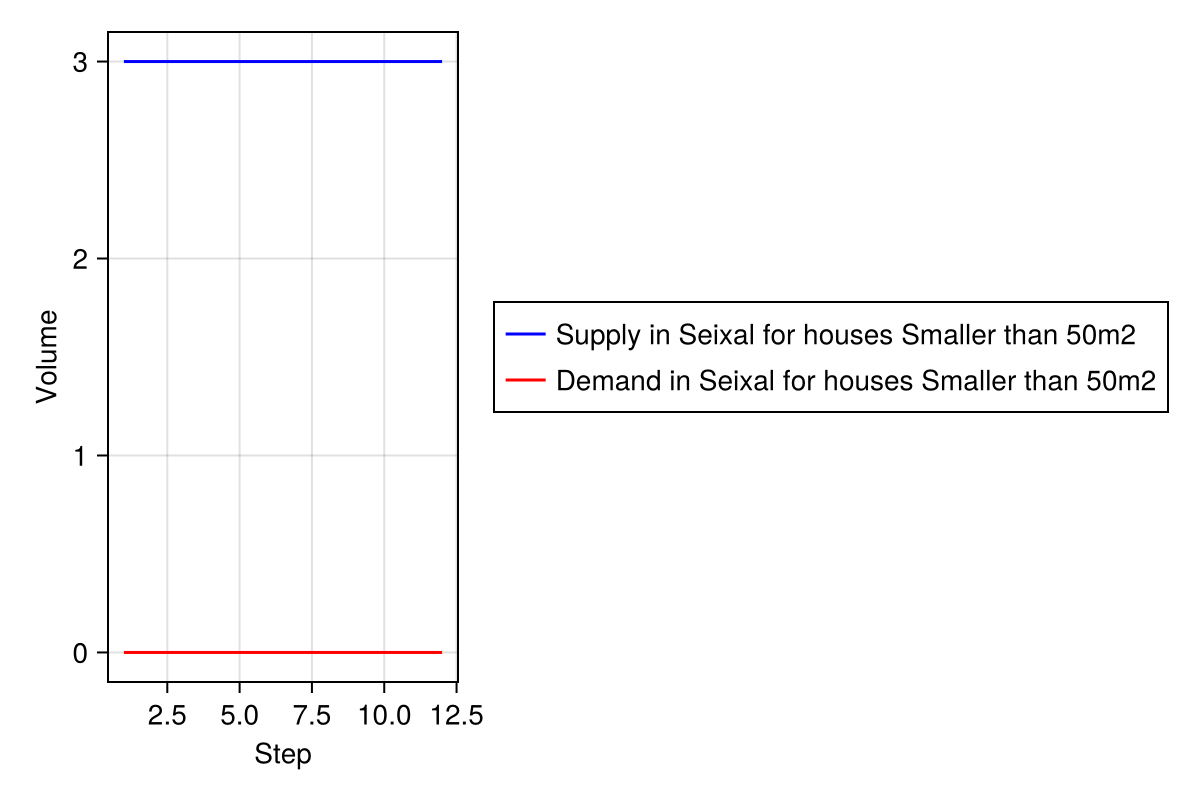 3
2
1
0
Volume
2.5 5.0 7.5 10.0 12.5
Step
Supply in Seixal for houses Smaller than 50m2
Demand in Seixal for houses Smaller than 50m2